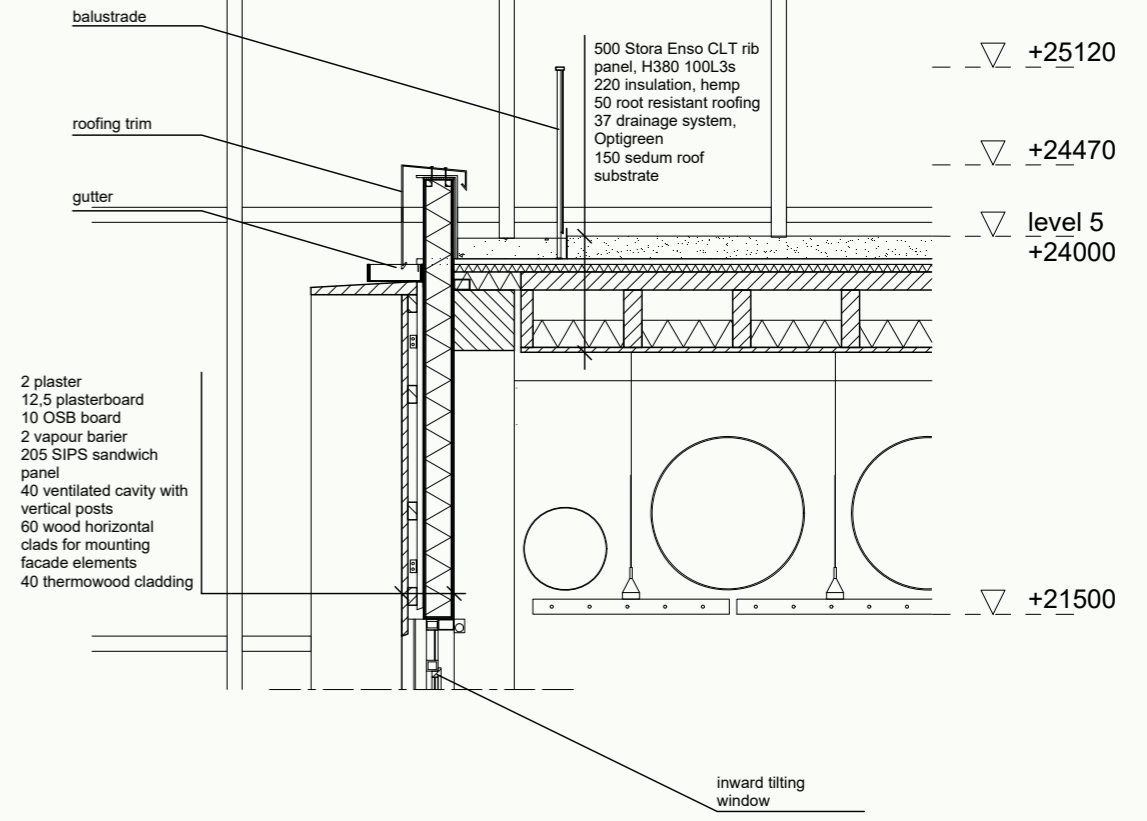 balustrade
roofing trim
gutter
500 Stora Enso CLT rib
panel, H380 100L3s
220 insulation, hemp
50 root resistant roofing
37 drainage system,
Optigreen
150 sedum roof
substrate
+25120
+24470
level 5
+24000
2 plaster
12,5 plasterboard
10 OSB board
2 vapour barier
205 SIPS sandwich
panel
40 ventilated cavity with
vertical posts
60 wood horizontal
clads for mounting
facade elements
40 thermowood cladding
+21500
inward tilting
window